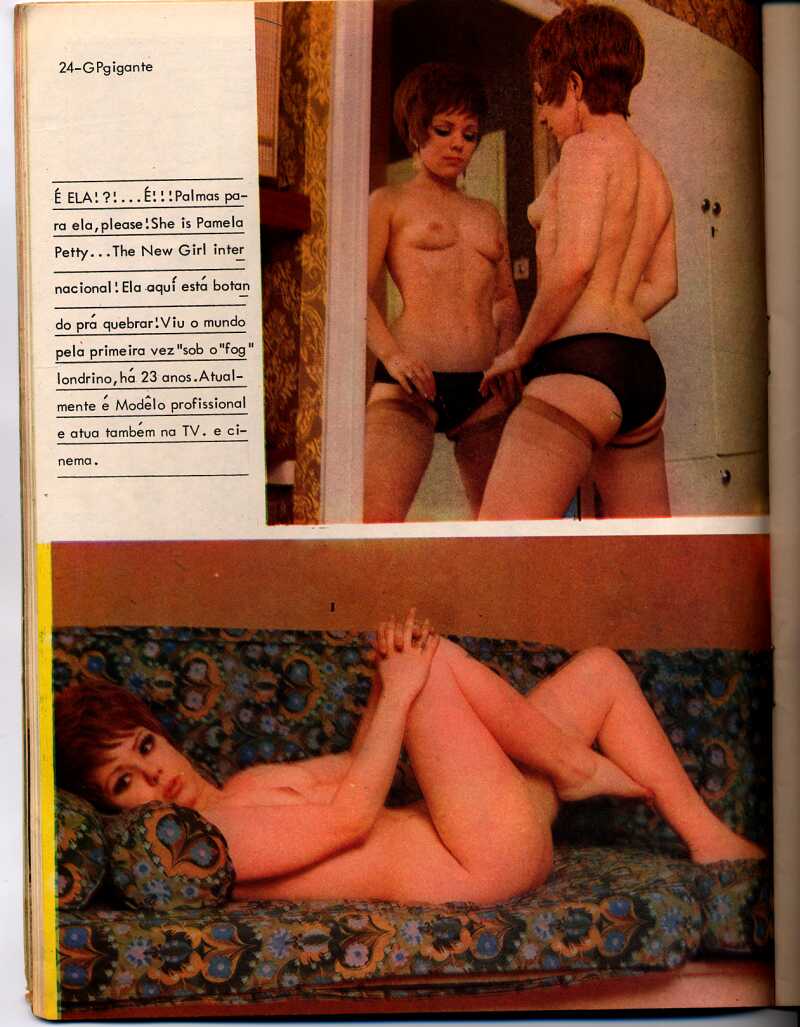 24-GPgigante
É ELA!?!...É!!!Palmas pa-
ra ela,please!She is Pamela
Petty...The New Girl inter
nacional!Ela aquí está botan
do prá quebrar!Viu o mundo
pela primeira vez"sob o"fog"
londrino,há 23 anos.Atual-
mente é Modêlo profissional
e atua também na TV. e ci-
nema.